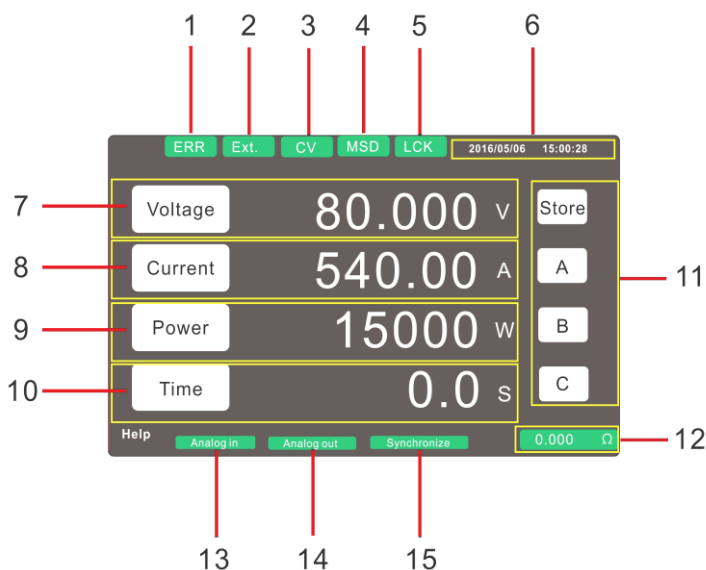 1 2 3 4 5 6
ERR Ext. CV MSD LCK 2016/05/06 15:00:28
7 Voltage 80.000 V Store
8 Current 540.00 A A 11
9 Power 15000 W B
10 Time 0.0 S C
Help Analog in Analog out Synchronize 0.000 Ω 12
13 14 15